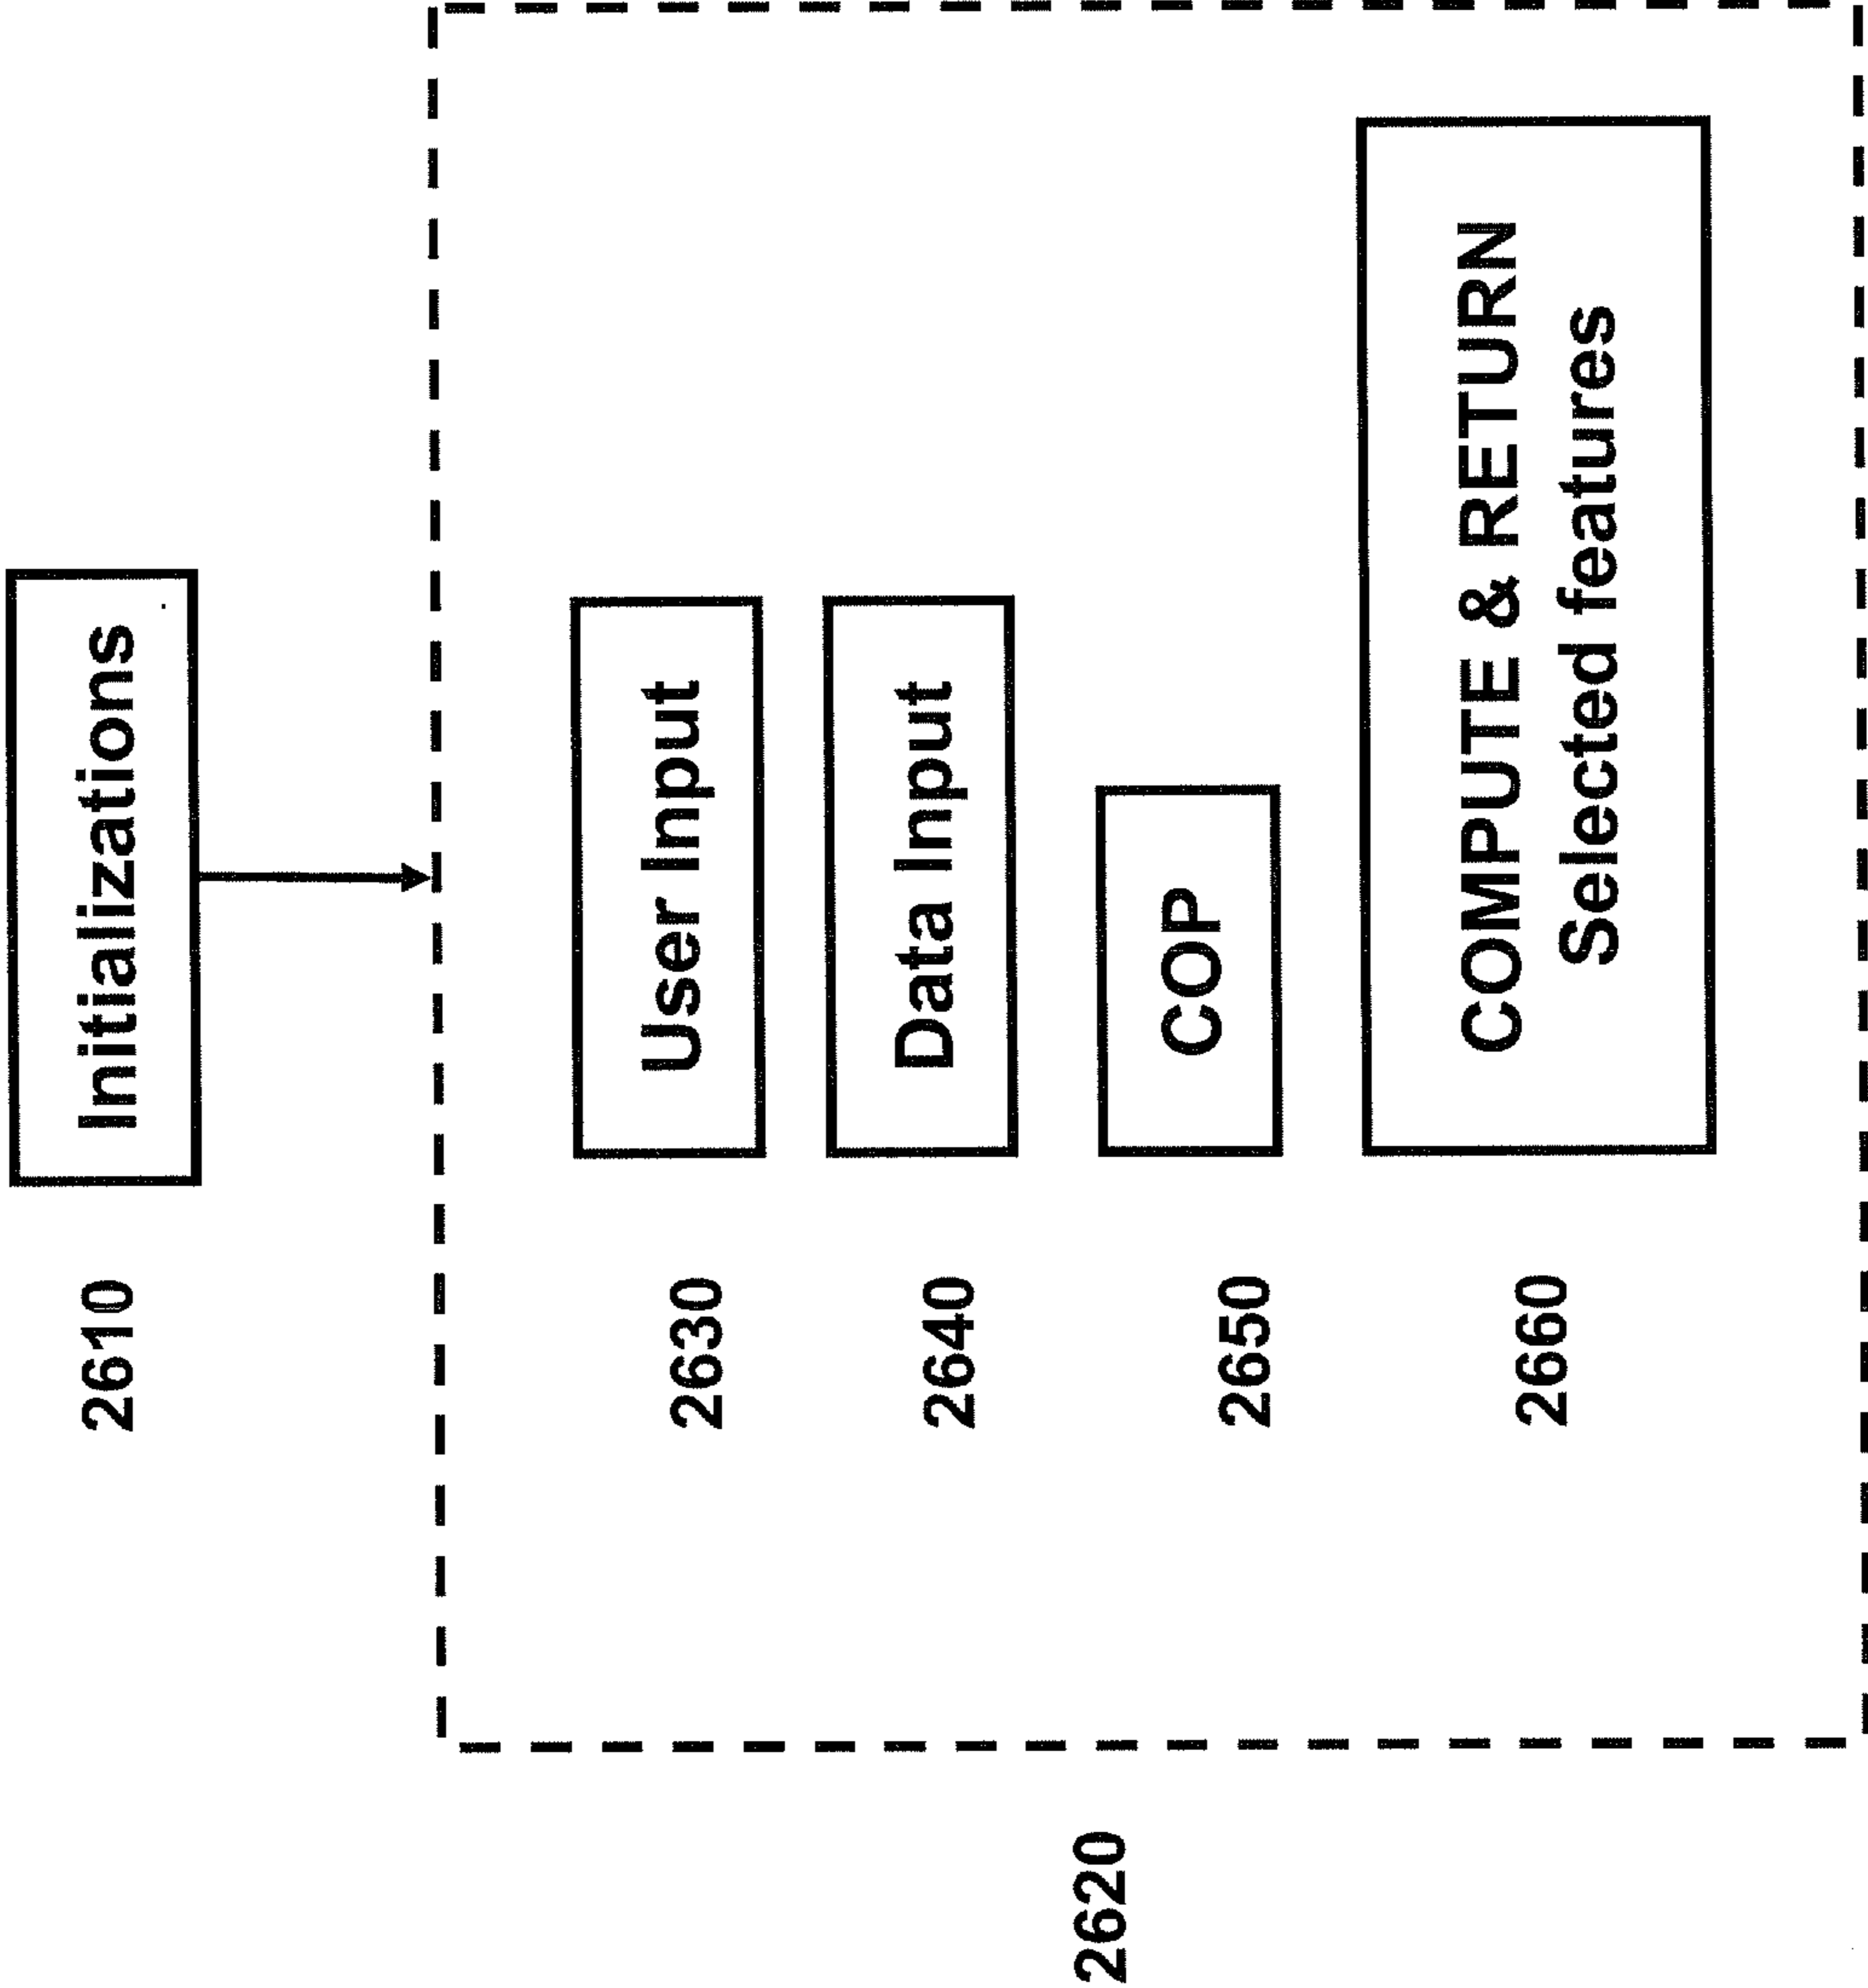 2610
Initializations
2620
2630
User Input
2640
Data Input
2650
COP
2660
COMPUTE & RETURN
Selected features